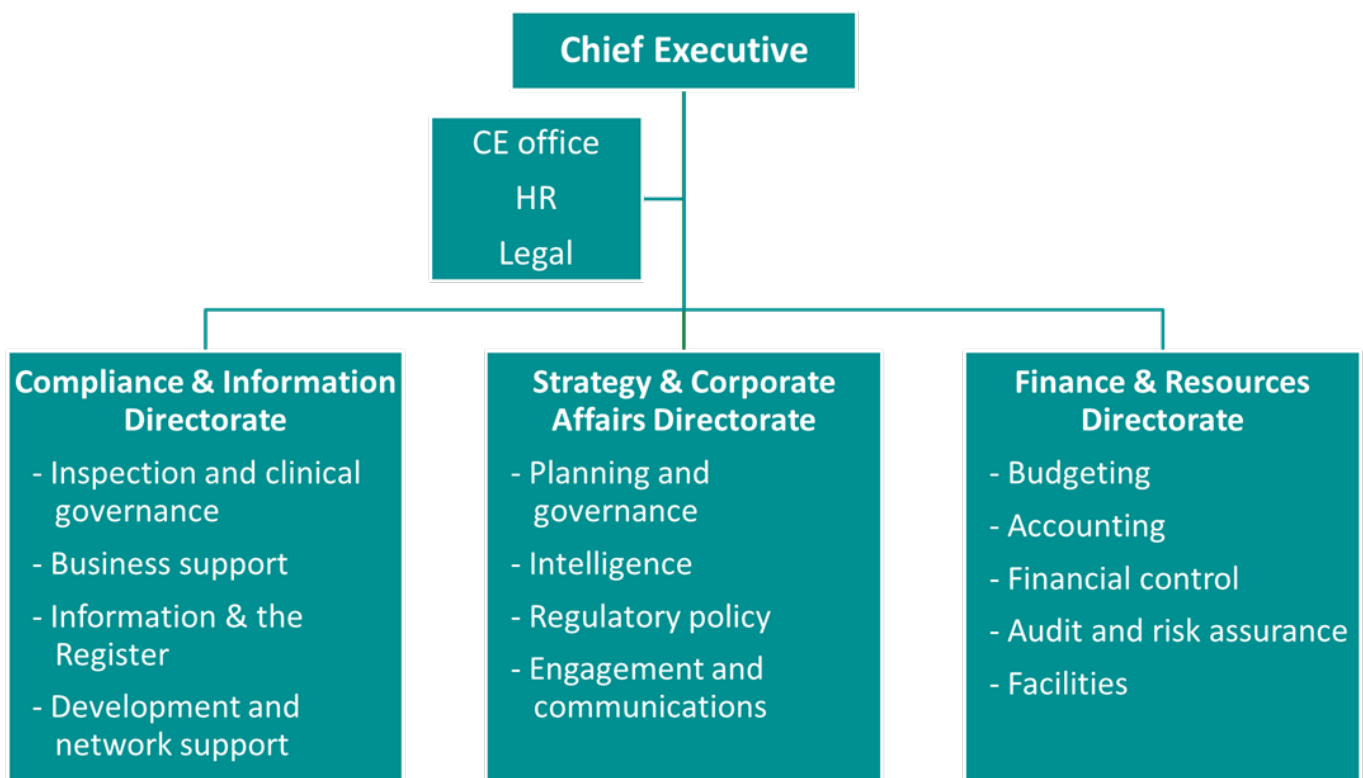 Chief Executive
CE office
HR
Legal
Compliance & Information
Directorate
- Inspection and clinical
governance
- Business support
- Information & the
Register
- Development and
network support
Strategy & Corporate
Affairs Directorate
- Planning and
governance
- Intelligence
- Regulatory policy
- Engagement and
communications
Finance & Resources
Directorate
- Budgeting
- Accounting
- Financial control
- Audit and risk assurance
- Facilities